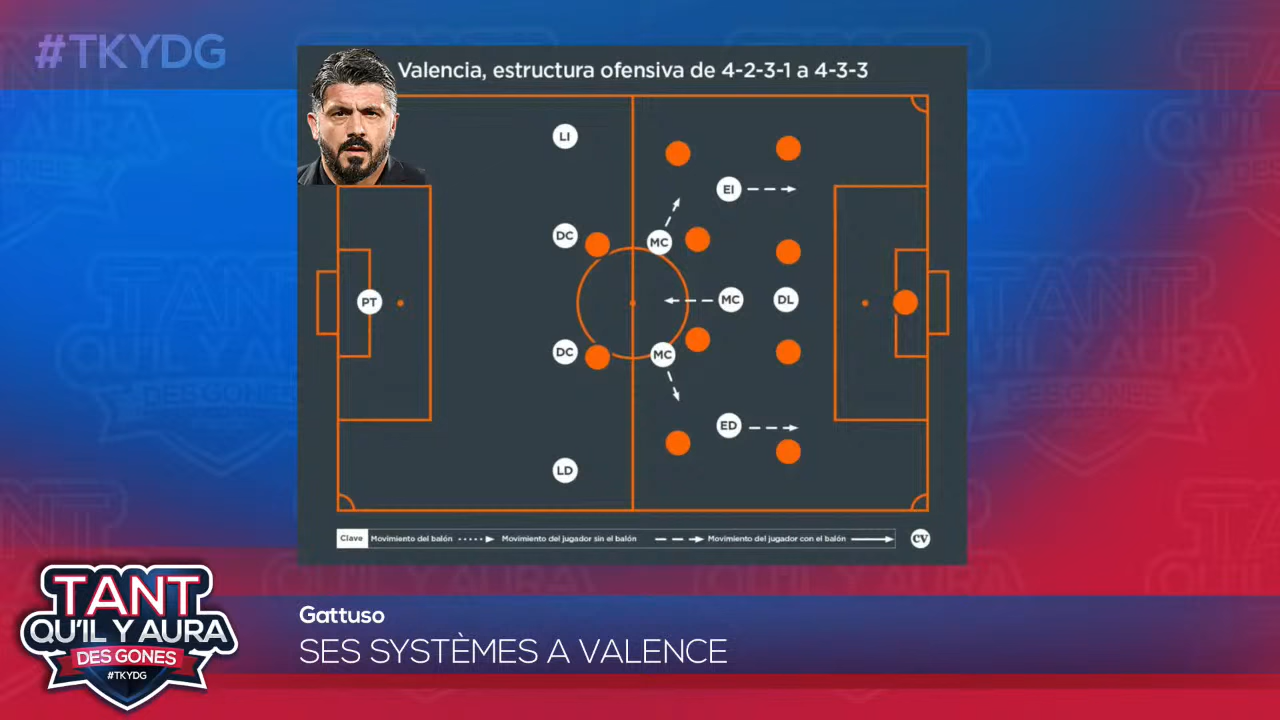 #TKYDG
Valencia, estructura ofensiva de 4-2-3-1 a 4-3-3
LI
EI
DC
MC
PT
MC
DL
DC
MC
ED
LD
Clave
Movimiento del balón
Movimiento del jugador sin el balón
Movimiento del jugador con el balón
CV
TANT
QU'IL Y AURA
DES GONES
#TKYDG
Gattuso
SES SYSTÈMES A VALENCE